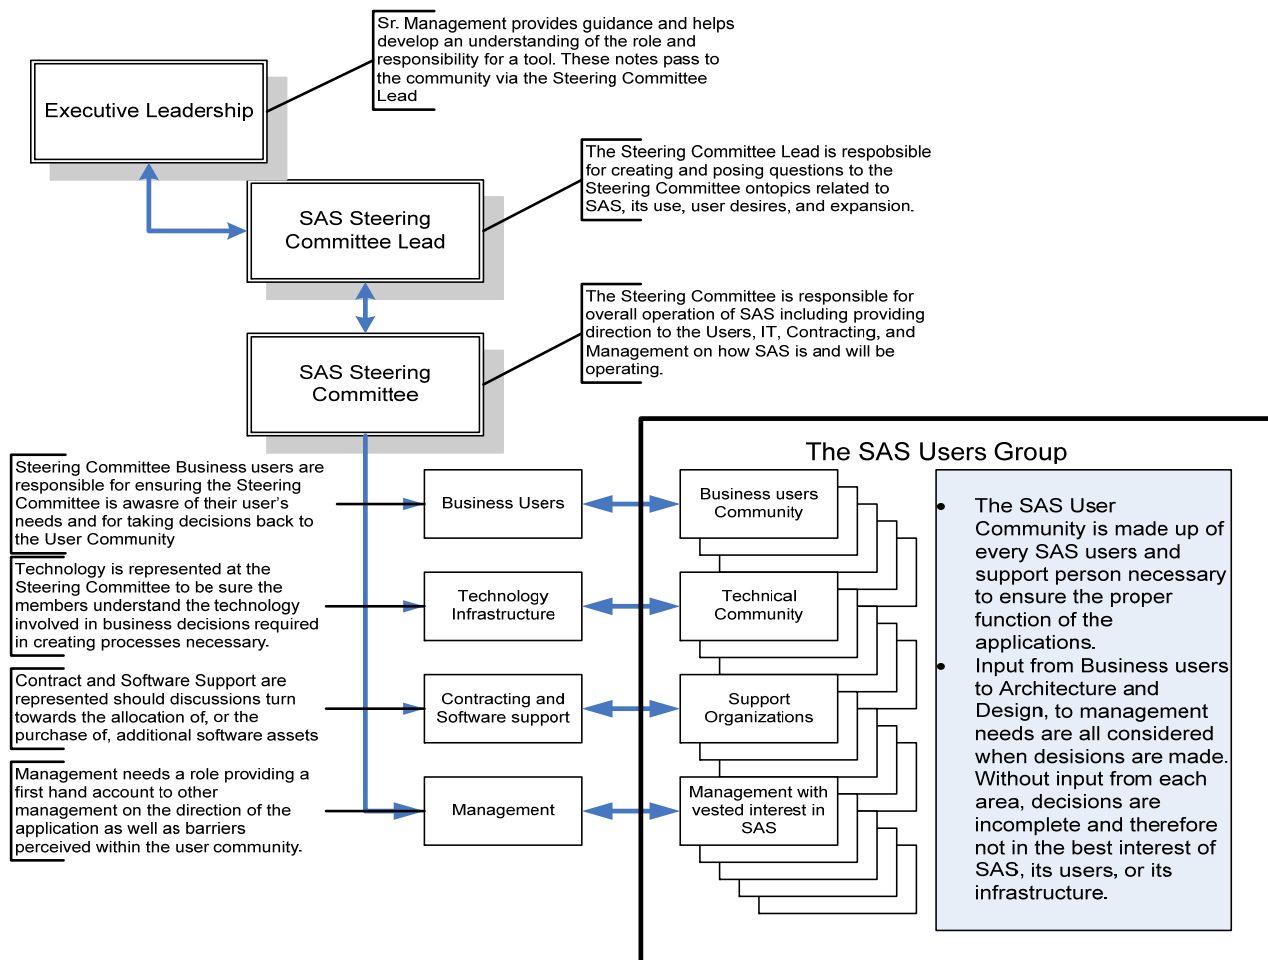 Sr. Management provides guidance and helps
develop an understanding of the role and
responsibility for a tool. These notes pass to
the community via the Steering Committee
Lead
Executive Leadership
The Steering Committee Lead is respobsible
for creating and posing questions to the
Steering Committee ontopics related to
SAS, its use, user desires, and expansion.
SAS Steering
Committee Lead
The Steering Committee is responsible for
overall operation of SAS including providing
direction to the Users, IT, Contracting, and
Management on how SAS is and will be
operating.
SAS Steering
Committee
Steering Committee Business users are
responsible for ensuring the Steering
Committee is awasre of their user's
needs and for taking decisions back to
the User Community
Technology is represented at the
Steering Committee to be sure the
members understand the technology
involved in business decisions required
in creating processes necessary.
Contract and Software Support are
represented should discussions turn
towards the allocation of, or the
purchase of, additional software assets
Management needs a role providing a
first hand account to other
management on the direction of the
application as well as barriers
perceived within the user community.
Business Users
Technology
Infrastructure
Contracting and
Software support
Management
The SAS Users Group
Business users
Community
Technical
Community
Support
Organizations
Management with
vested interest in
SAS
• The SAS User
Community is made up of
every SAS users and
support person necessary
to ensure the proper
function of the
applications.
• Input from Business users
to Architecture and
Design, to management
needs are all considered
when desisions are made.
Without input from each
area, decisions are
incomplete and therefore
not in the best interest of
SAS, its users, or its
infrastructure.